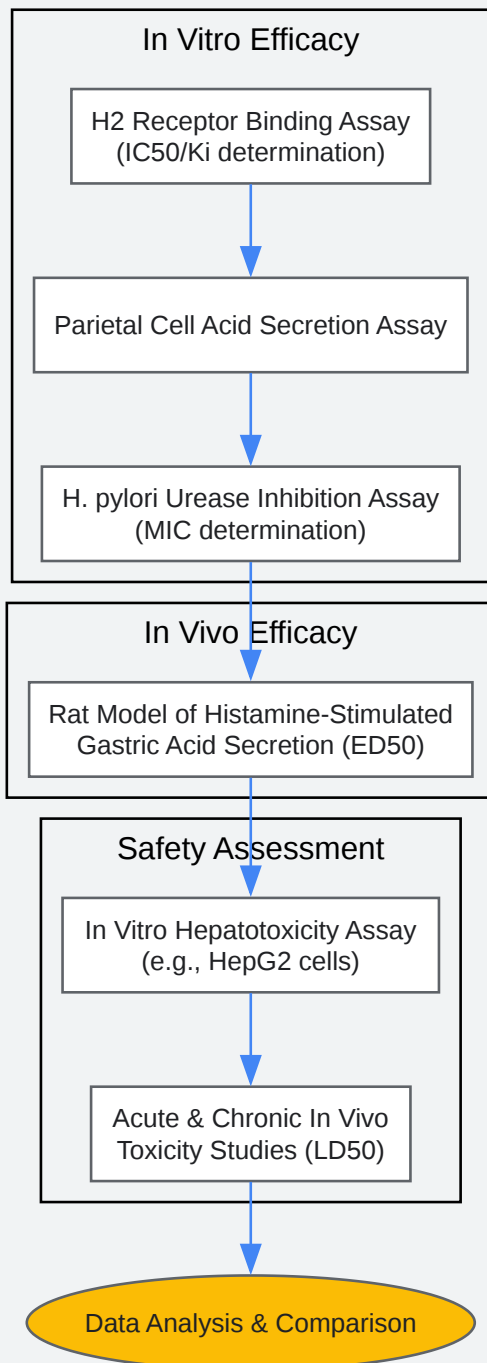 In Vitro Efficacy
H2 Receptor Binding Assay
(IC50/Ki determination)
Parietal Cell Acid Secretion Assay
H. pylori Urease Inhibition Assay
(MIC determination)
In Vivo Efficacy
Rat Model of Histamine-Stimulated
Gastric Acid Secretion (ED50)
Safety Assessment
In Vitro Hepatotoxicity Assay
(e.g., HepG2 cells)
Acute & Chronic In Vivo
Toxicity Studies (LD50)
Data Analysis & Comparison